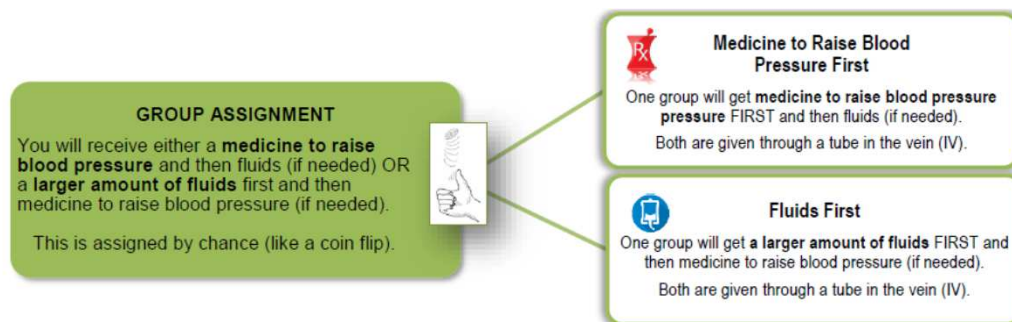 GROUP ASSIGNMENT
You will receive either a medicine to raise
blood pressure and then fluids (if needed) OR
a larger amount of fluids first and then
medicine to raise blood pressure (if needed).
This is assigned by chance (like a coin flip).
Rx
Medicine to Raise Blood
Pressure First
One group will get medicine to raise blood pressure
pressure FIRST and then fluids (if needed).
Both are given through a tube in the vein (IV).
Fluids First
One group will get a larger amount of fluids FIRST and
then medicine to raise blood pressure (if needed).
Both are given through a tube in the vein (IV).